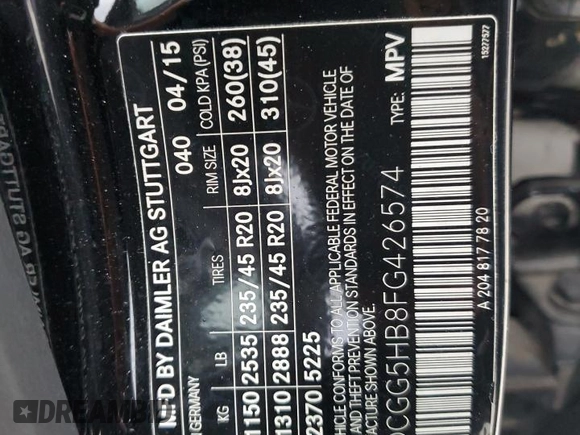 MFD BY DAIMLER AG STUTTGART
GERMANY 040 04/15
KG LB TIRES RIM SIZE COLD KPA (PSI)
1150 2535 235/45 R20 8Jx20 260(38)
1310 2888 235/45 R20 8Jx20 310(45)
2370 5225
VEHICLE CONFORMS TO ALL APPLICABLE FEDERAL MOTOR VEHICLE
AND THEFT PREVENTION STANDARDS IN EFFECT ON THE DATE OF
SHOWN ABOVE.
CGG5HB8FG426574 TYPE: MPV
A 204 817 78 20
15277577